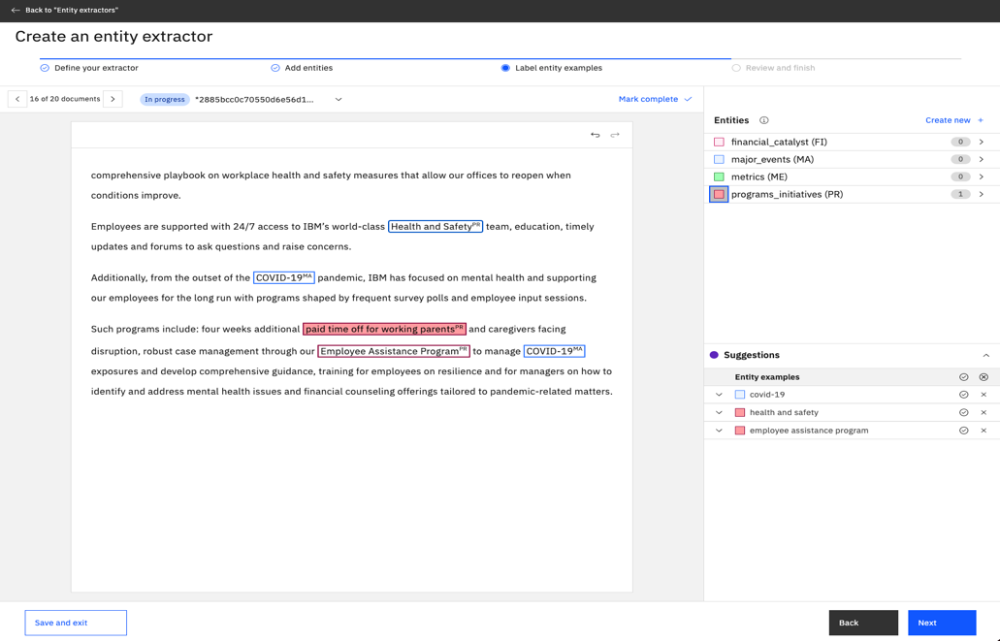 Back to "Entity extractors"
Create an entity extractor
Define your extractor
Add entities
Label entity examples
Review and finish
16 of 20 documents
In progress
*2885bcc0c70550d6e56d1...
Mark complete
comprehensive playbook on workplace health and safety measures that allow our offices to reopen when
conditions improve.
Employees are supported with 24/7 access to IBM's world-class Health and Safety PR team, education, timely
updates and forums to ask questions and raise concerns.
Additionally, from the outset of the COVID-19 MA pandemic, IBM has focused on mental health and supporting
our employees for the long run with programs shaped by frequent survey polls and employee input sessions.
Such programs include: four weeks additional paid time off for working parents PR and caregivers facing
disruption, robust case management through our Employee Assistance Program PR to manage COVID-19 MA
exposures and develop comprehensive guidance, training for employees on resilience and for managers on how to
identify and address mental health issues and financial counseling offerings tailored to pandemic-related matters.
Entities
Create new +
financial_catalyst (FI) 0
major_events (MA) 0
metrics (ME) 0
programs_initiatives (PR) 1
Suggestions
Entity examples
covid-19
health and safety
employee assistance program
Save and exit
Back
Next